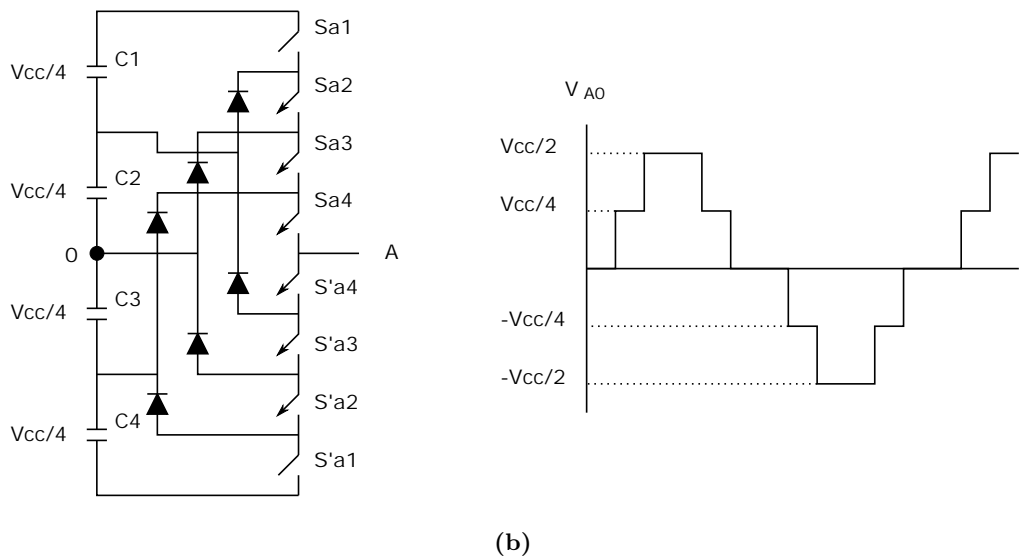 Sa1
C1
Vcc/4
Sa2
Sa3
C2
Vcc/4
Sa4
0
A
S'a4
C3
Vcc/4
S'a3
S'a2
C4
Vcc/4
S'a1
V A0
Vcc/2
Vcc/4
-Vcc/4
-Vcc/2
(b)